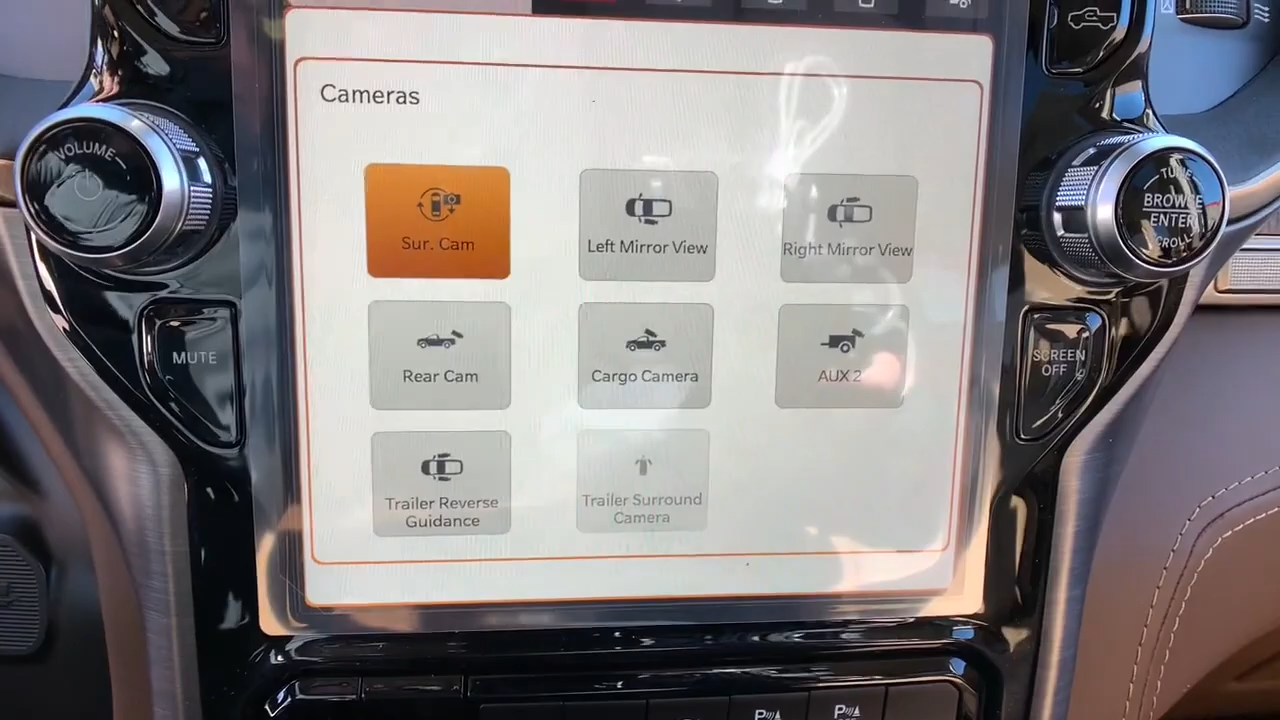 Cameras
VOLUME
TUNE
BROWSE
ENTER
SCROLL
Sur. Cam
Left Mirror View
Right Mirror View
MUTE
Rear Cam
Cargo Camera
AUX 2
SCREEN
OFF
Trailer Reverse
Guidance
Trailer Surround
Camera
P
P